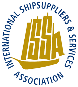 INTERNATIONAL SHIPSUPPLIERS & SERVICES
ISSA
ASSOCIATION